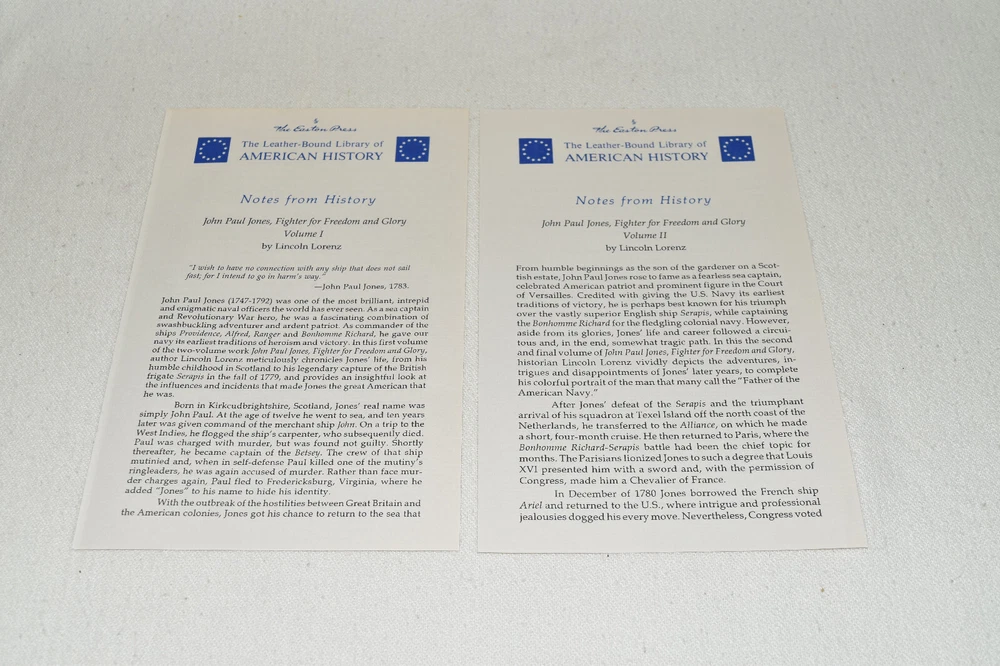 The Easton Press
The Leather-Bound Library of
AMERICAN HISTORY
Notes from History
John Paul Jones, Fighter for Freedom and Glory
Volume I
by Lincoln Lorenz
"I wish to have no connection with any ship that does not sail
fast; for I intend to go in harm's way."
—John Paul Jones, 1783.
John Paul Jones (1747-1792) was one of the most brilliant, intrepid
and enigmatic naval officers the world has ever seen. As a sea captain
and Revolutionary War hero, he was a fascinating combination of
swashbuckling adventurer and ardent patriot. As commander of the
ships Providence, Alfred, Ranger and Bonhomme Richard, he gave our
navy its earliest traditions of heroism and victory. In this first volume
of the two-volume work John Paul Jones, Fighter for Freedom and Glory,
author Lincoln Lorenz meticulously chronicles Jones' life, from his
humble childhood in Scotland to his legendary capture of the British
frigate Serapis in the fall of 1779, and provides an insightful look at
the influences and incidents that made Jones the great American that
he was.
Born in Kirkcudbrightshire, Scotland, Jones' real name was
simply John Paul. At the age of twelve he went to sea, and ten years
later was given command of the merchant ship John. On a trip to the
West Indies, he flogged the ship's carpenter, who subsequently died.
Paul was charged with murder, but was found not guilty. Shortly
thereafter, he became captain of the Betsey. The crew of that ship
mutinied and, when in self-defense Paul killed one of the mutiny's
ringleaders, he was again accused of murder. Rather than face mur-
der charges again, Paul fled to Fredericksburg, Virginia, where he
added "Jones" to his name to hide his identity.
With the outbreak of the hostilities between Great Britain and
the American colonies, Jones got his chance to return to the sea that
The Easton Press
The Leather-Bound Library of
AMERICAN HISTORY
Notes from History
John Paul Jones, Fighter for Freedom and Glory
Volume II
by Lincoln Lorenz
From humble beginnings as the son of the gardener on a Scot-
tish estate, John Paul Jones rose to fame as a fearless sea captain,
celebrated American patriot and prominent figure in the Court
of Versailles. Credited with giving the U.S. Navy its earliest
traditions of victory, he is perhaps best known for his triumph
over the vastly superior English ship Serapis, while captaining
the Bonhomme Richard for the fledgling colonial navy. However,
aside from its glories, Jones' life and career followed a circui-
tous and, in the end, somewhat tragic path. In this the second
and final volume of John Paul Jones, Fighter for Freedom and Glory,
historian Lincoln Lorenz vividly depicts the adventures, in-
trigues and disappointments of Jones' later years, to complete
his colorful portrait of the man that many call the "Father of the
American Navy."
After Jones' defeat of the Serapis and the triumphant
arrival of his squadron at Texel Island off the north coast of the
Netherlands, he transferred to the Alliance, on which he made
a short, four-month cruise. He then returned to Paris, where the
Bonhomme Richard-Serapis battle had been the chief topic for
months. The Parisians lionized Jones to such a degree that Louis
XVI presented him with a sword and, with the permission of
Congress, made him a Chevalier of France.
In December of 1780 Jones borrowed the French ship
Ariel and returned to the U.S., where intrigue and professional
jealousies dogged his every move. Nevertheless, Congress voted